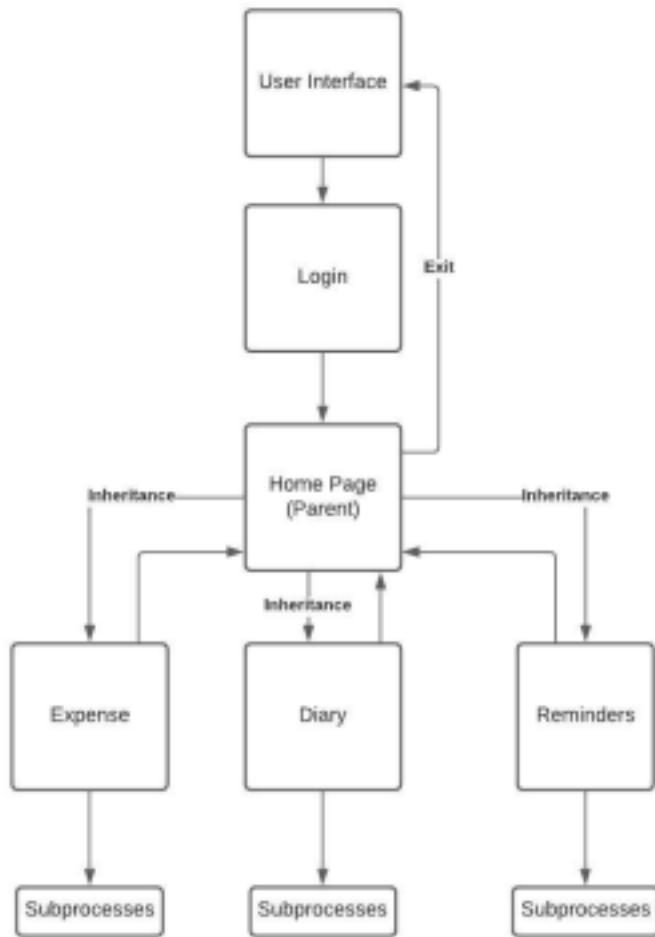 User Interface
Exit
Login
Home Page
(Parent)
Inheritance
Inheritance
Inheritance
Expense
Diary
Reminders
Subprocesses
Subprocesses
Subprocesses